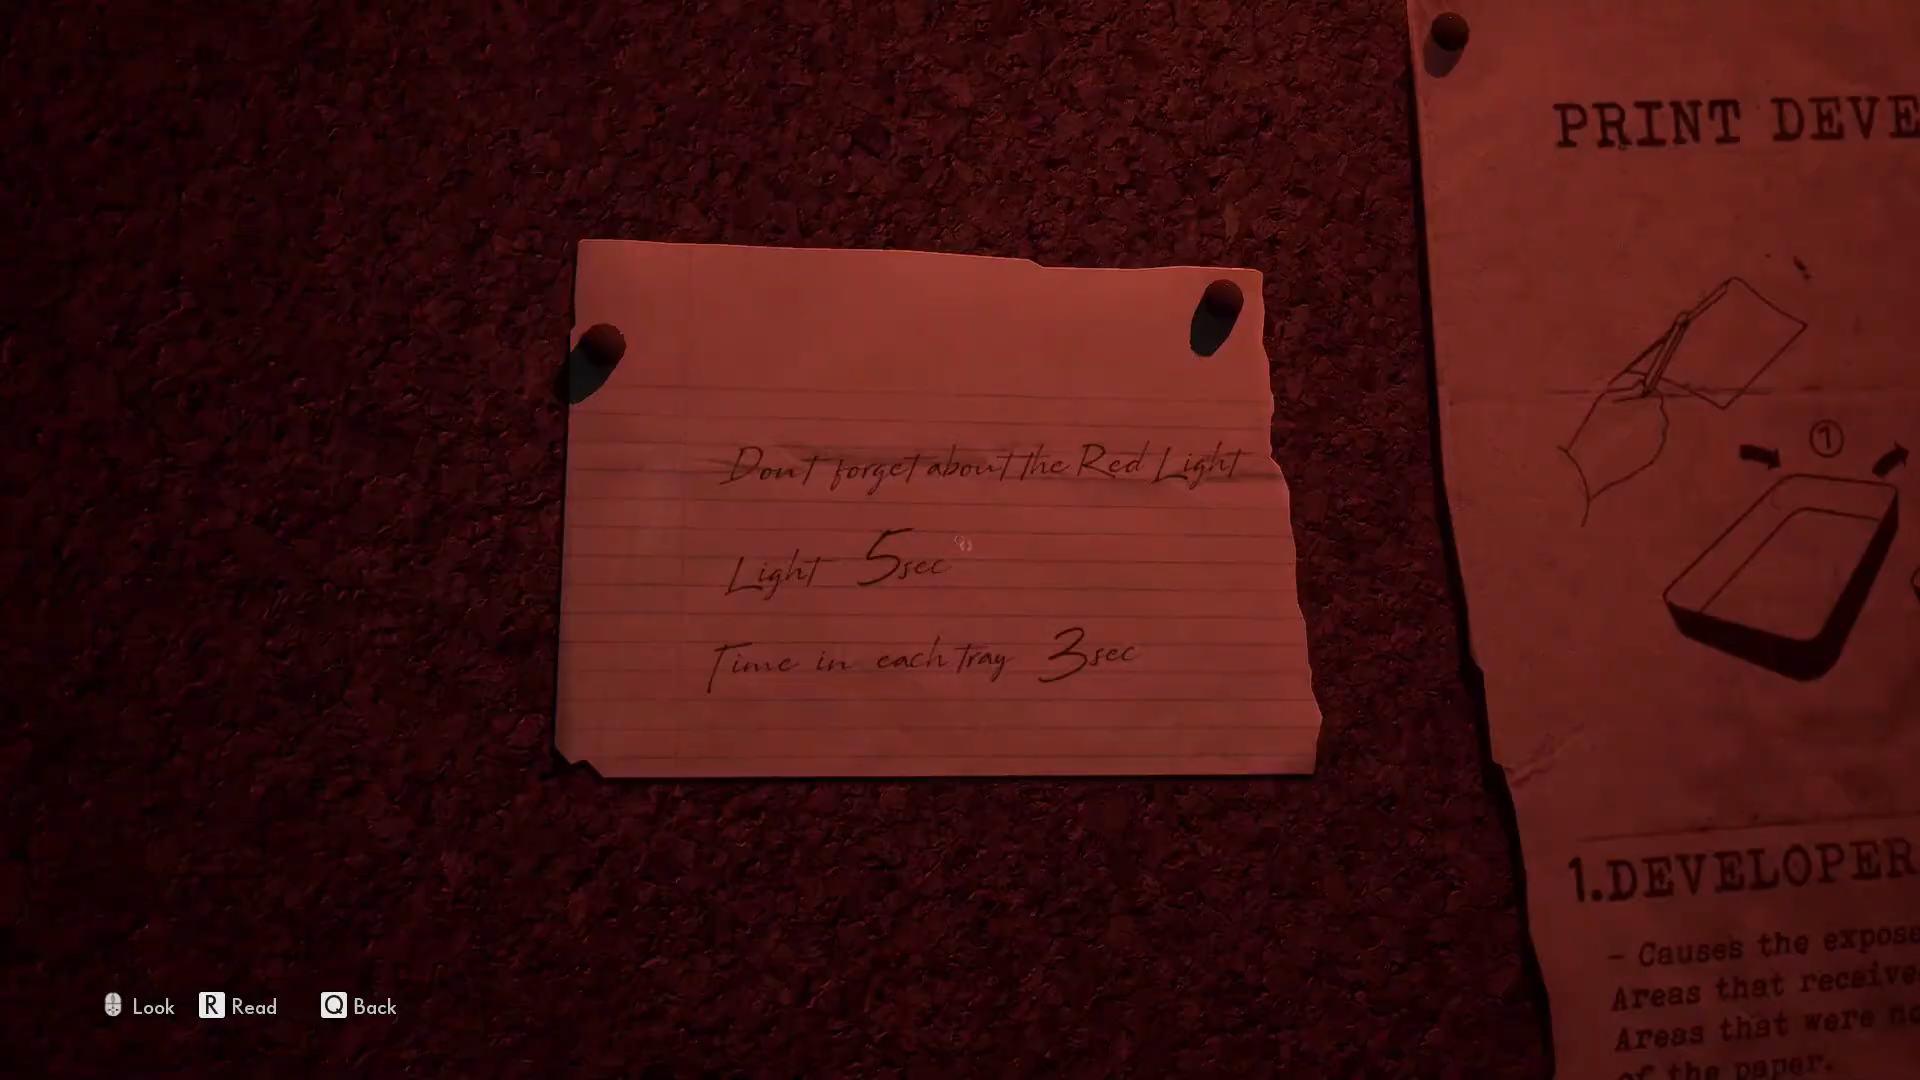 Dont forget about the Red Light
Light 5sec
Time in each tray 3sec
PRINT DEVE
1
1.DEVELOPER
- Causes the expose
Areas that receive
Areas that were no
of the paper.
Look
R Read
Q Back